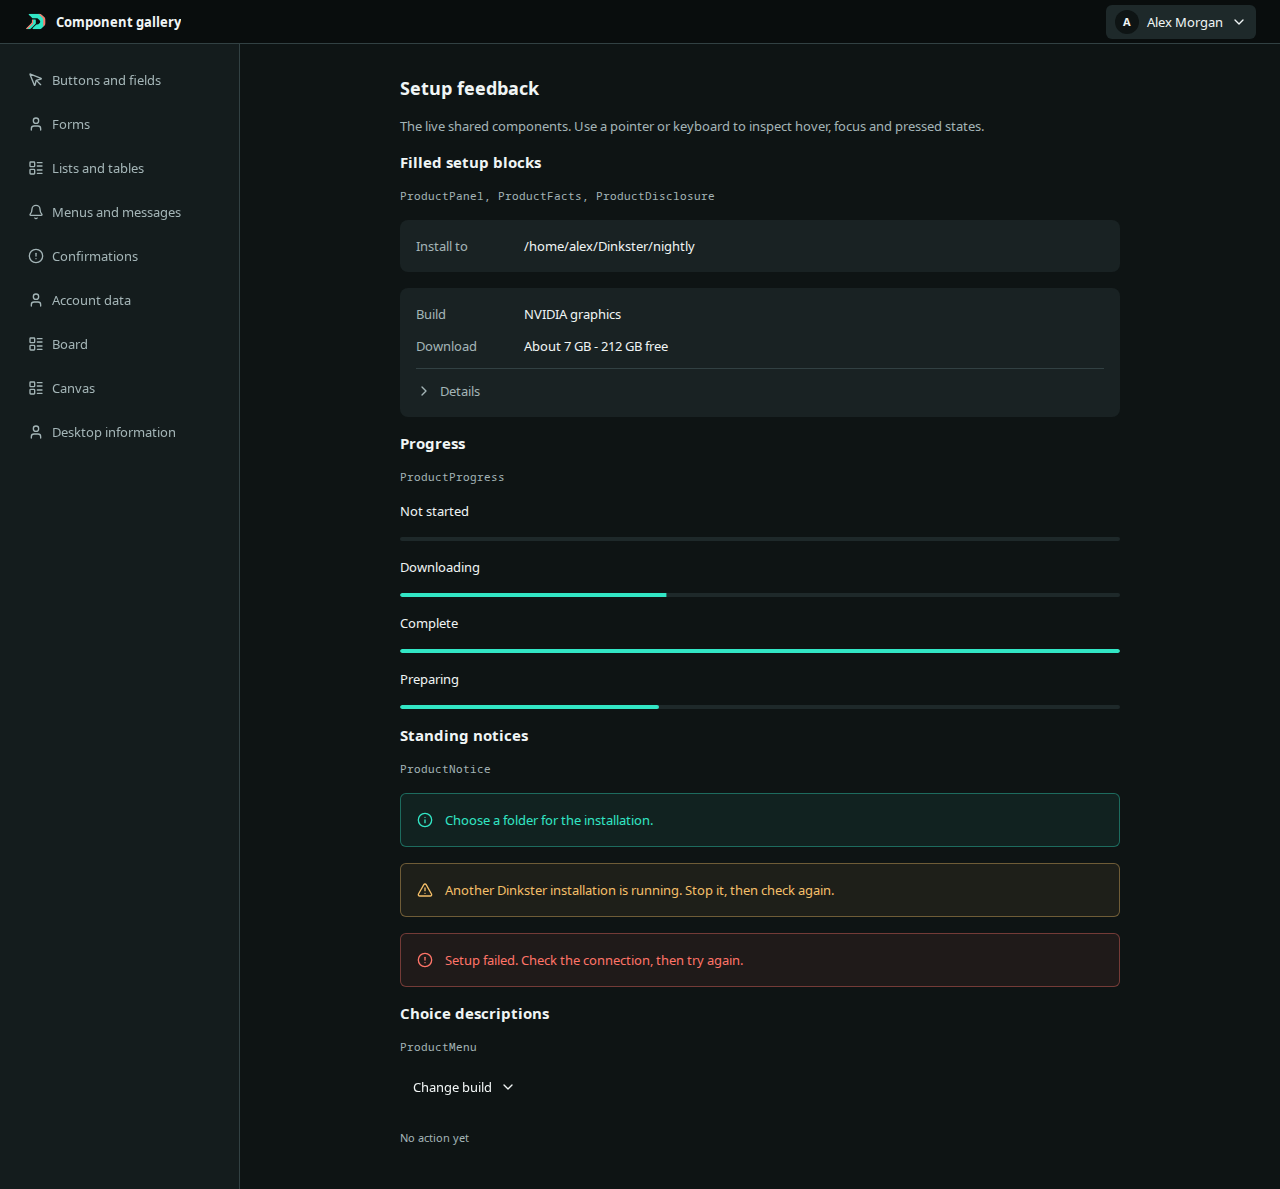 Component gallery
A
Alex Morgan
Buttons and fields
Forms
Lists and tables
Menus and messages
Confirmations
Account data
Board
Canvas
Desktop information
Setup feedback
The live shared components. Use a pointer or keyboard to inspect hover, focus and pressed states.
Filled setup blocks
ProductPanel, ProductFacts, ProductDisclosure
Install to /home/alex/Dinkster/nightly
Build NVIDIA graphics
Download About 7 GB - 212 GB free
Details
Progress
ProductProgress
Not started
Downloading
Complete
Preparing
Standing notices
ProductNotice
Choose a folder for the installation.
Another Dinkster installation is running. Stop it, then check again.
Setup failed. Check the connection, then try again.
Choice descriptions
ProductMenu
Change build
No action yet